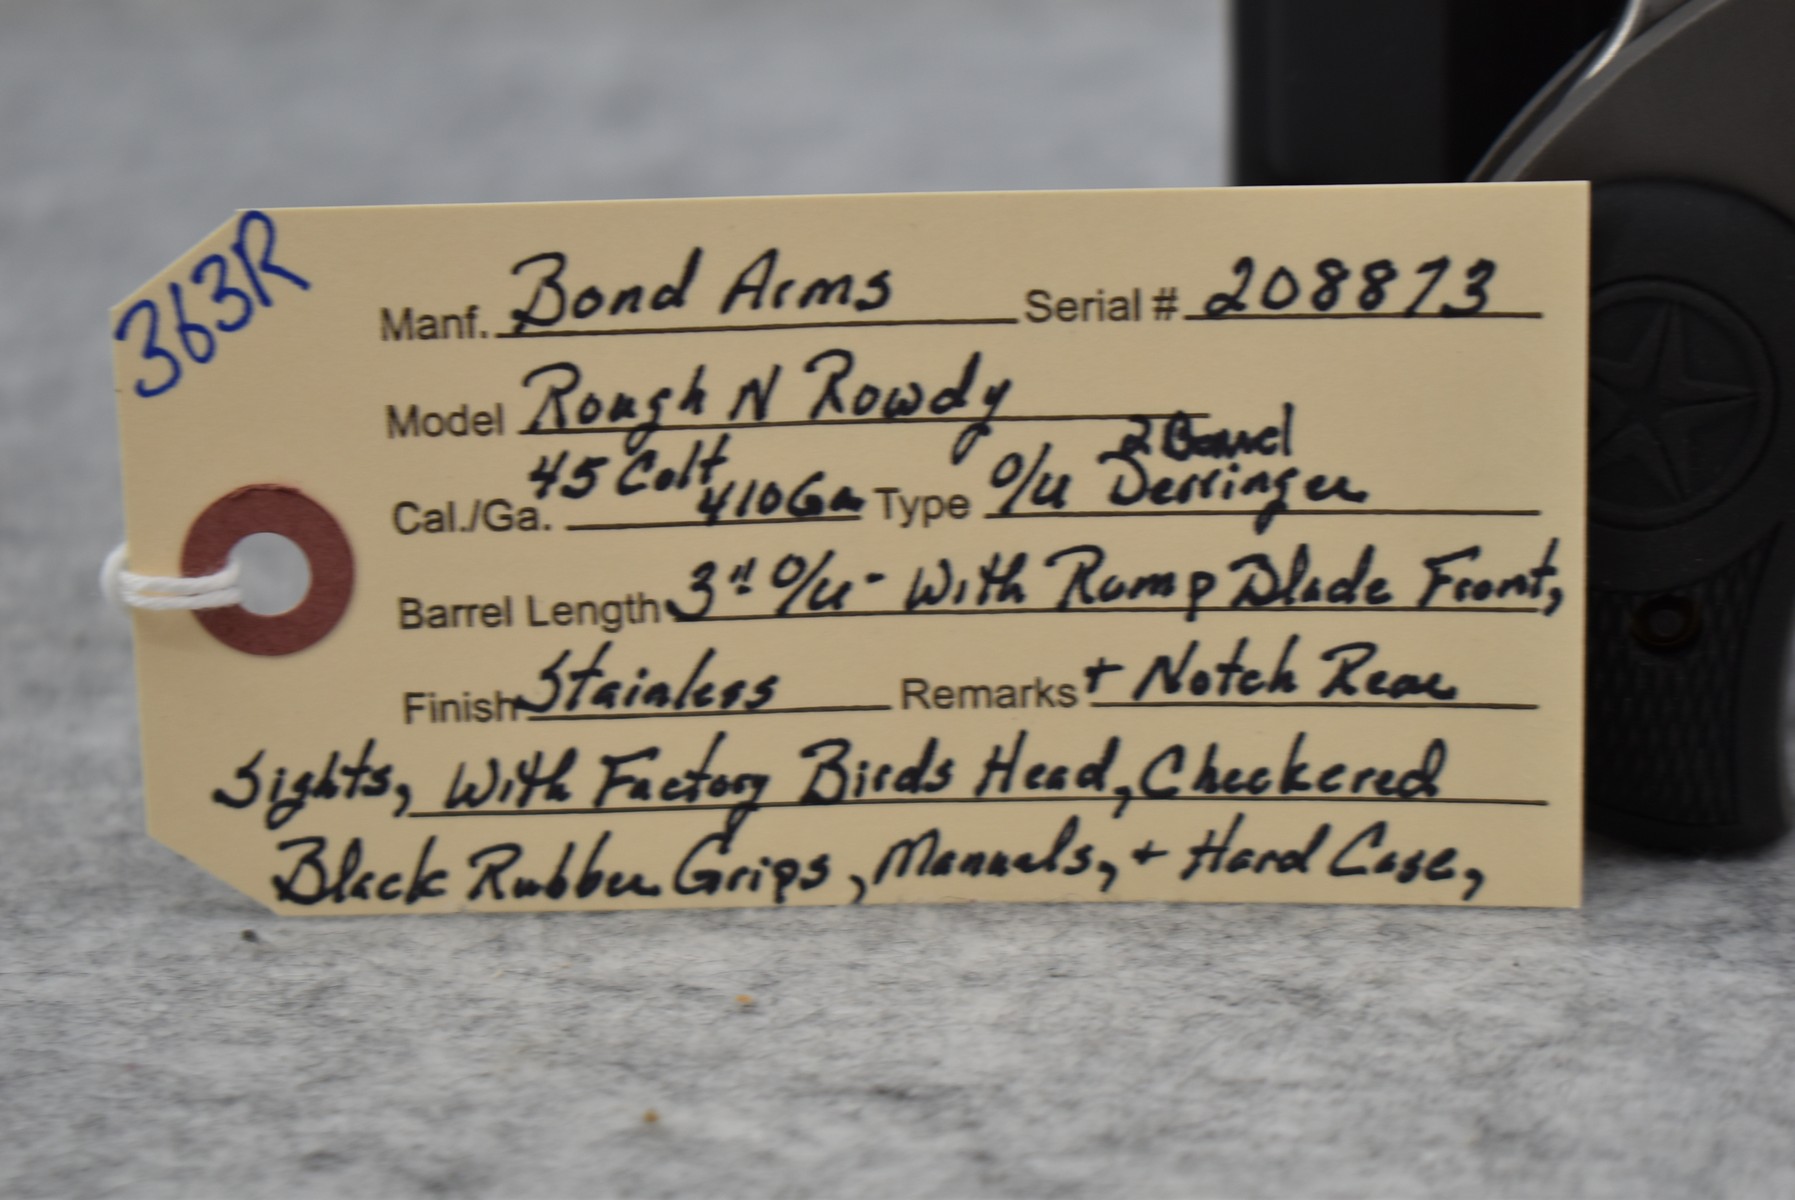 363R
Manf. Bond Arms Serial # 208873
Model Rough N Rowdy
2 Barrel
Cal./Ga. 45 Colt 410Ga Type O/U Derringer
Barrel Length 3" O/U - With Ramp Blade Front,
Finish Stainless Remarks + Notch Rear
Sights, With Factory Birds Head, Checkered
Black Rubber Grips, Manuals, + Hard Case,